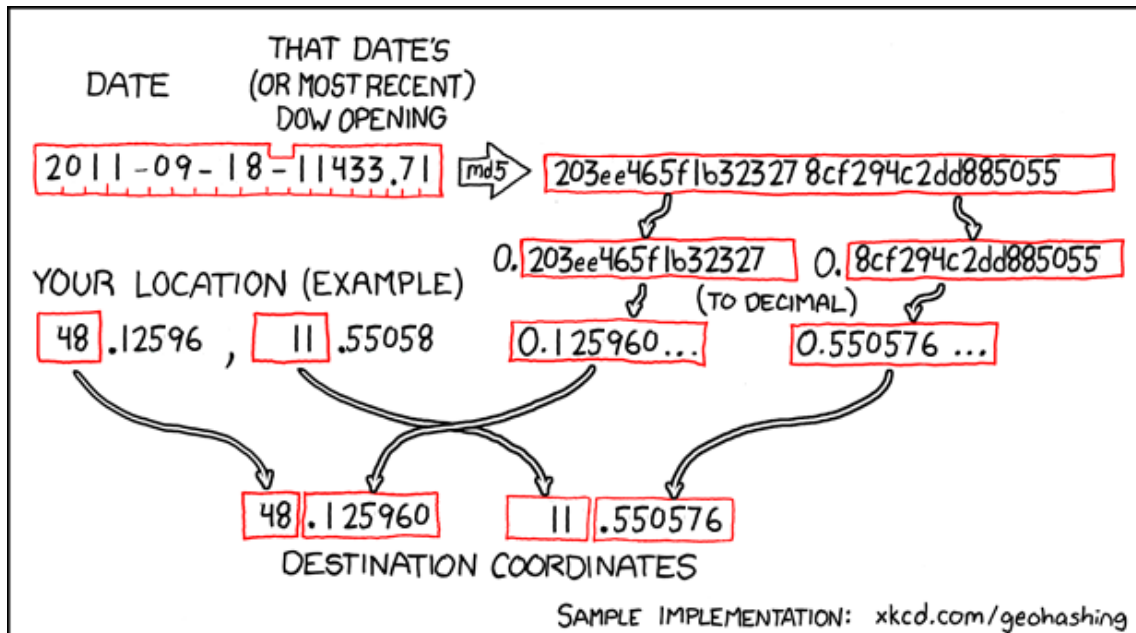 DATE
THAT DATE'S
(OR MOST RECENT)
DOW OPENING
2011-09-18-11433.71
md5
203ee465f1b323278cf294c2dd885055
0.203ee465f1b32327
0.8cf294c2dd885055
YOUR LOCATION (EXAMPLE)
(TO DECIMAL)
48.12596, 11.55058
0.125960...
0.550576...
48.125960
11.550576
DESTINATION COORDINATES
SAMPLE IMPLEMENTATION: xkcd.com/geohashing